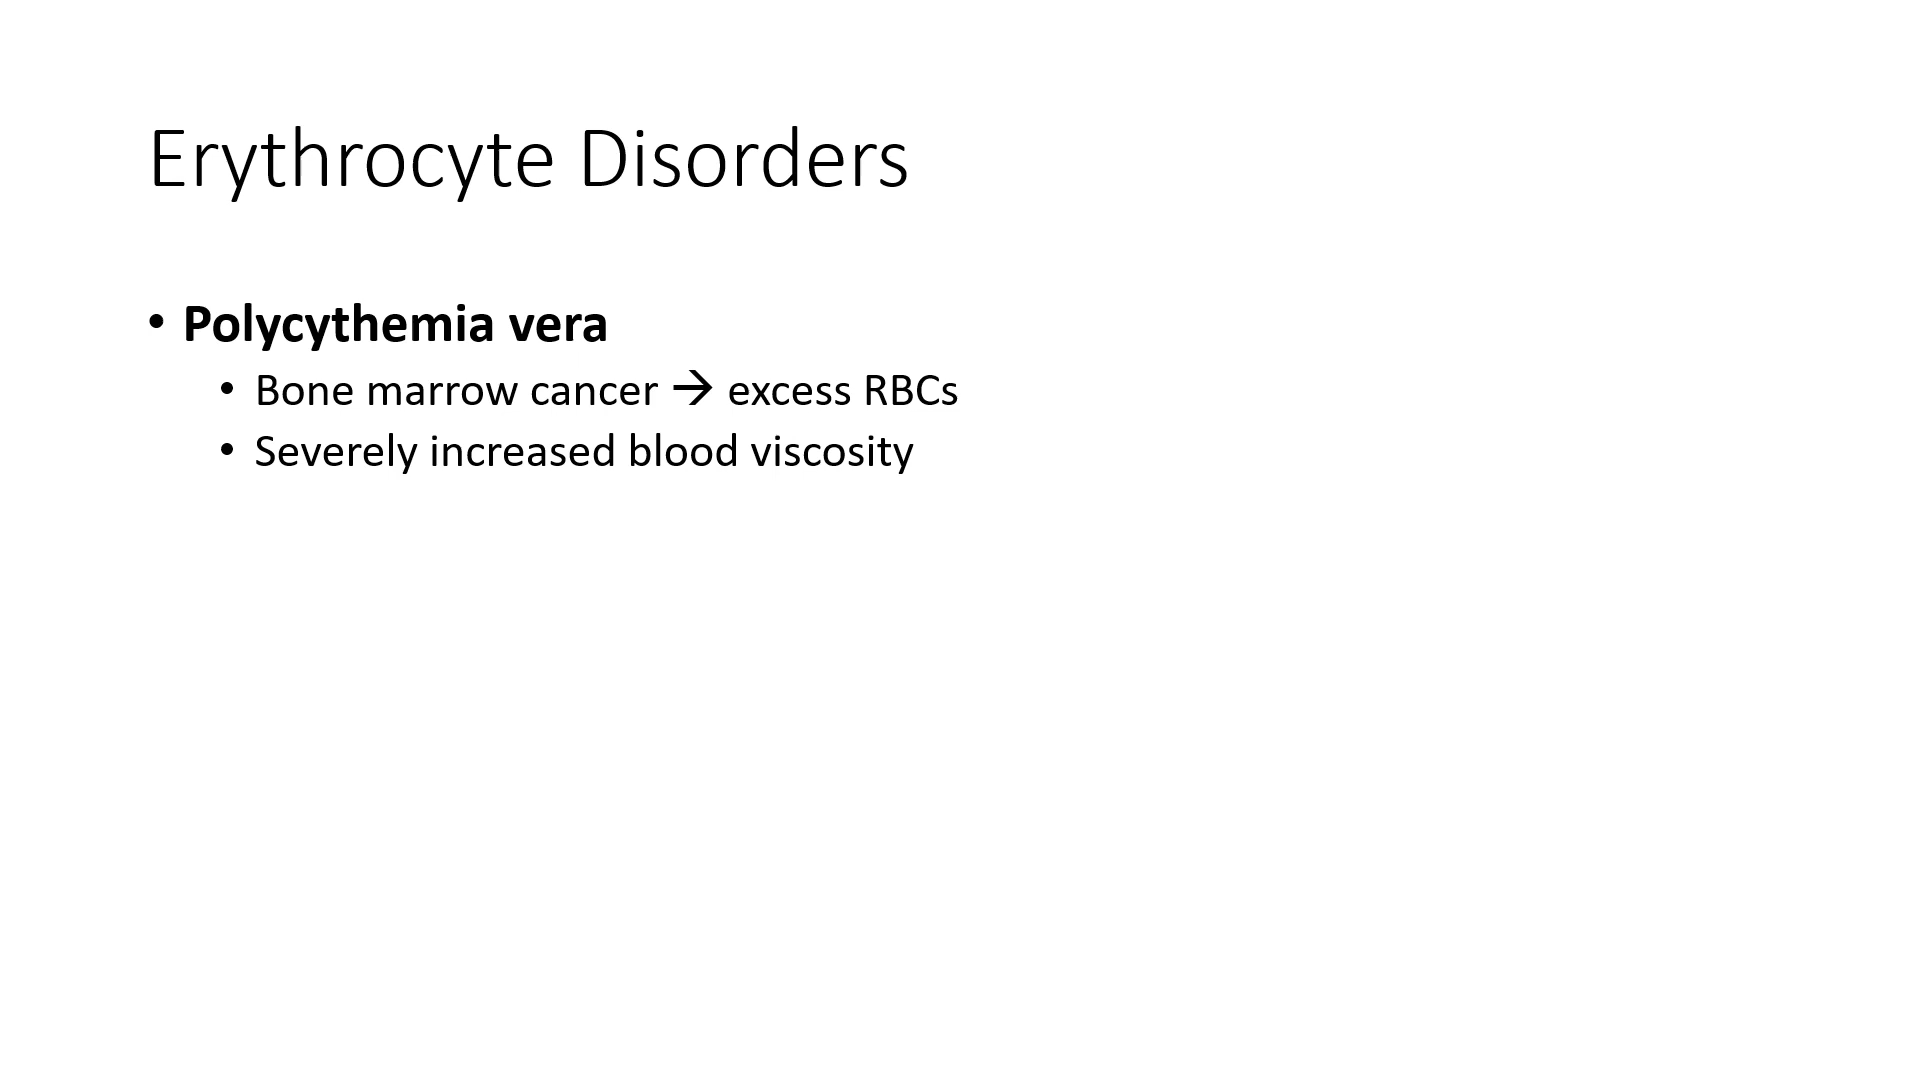 Erythrocyte Disorders
• Polycythemia vera
• Bone marrow cancer → excess RBCs
• Severely increased blood viscosity